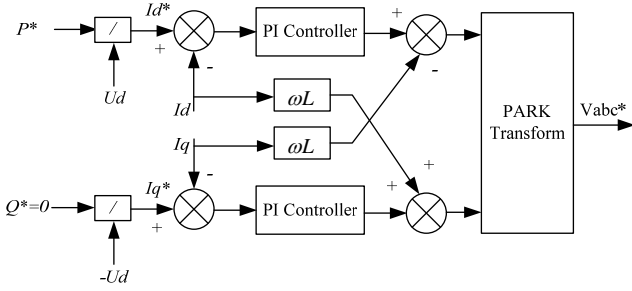 P*
/
Id*
+
-
PI Controller
+
-
Ud
Id
ωL
PARK
Transform
Vabc*
Iq
ωL
-
+
+
Q*=0
/
Iq*
+
PI Controller
-Ud